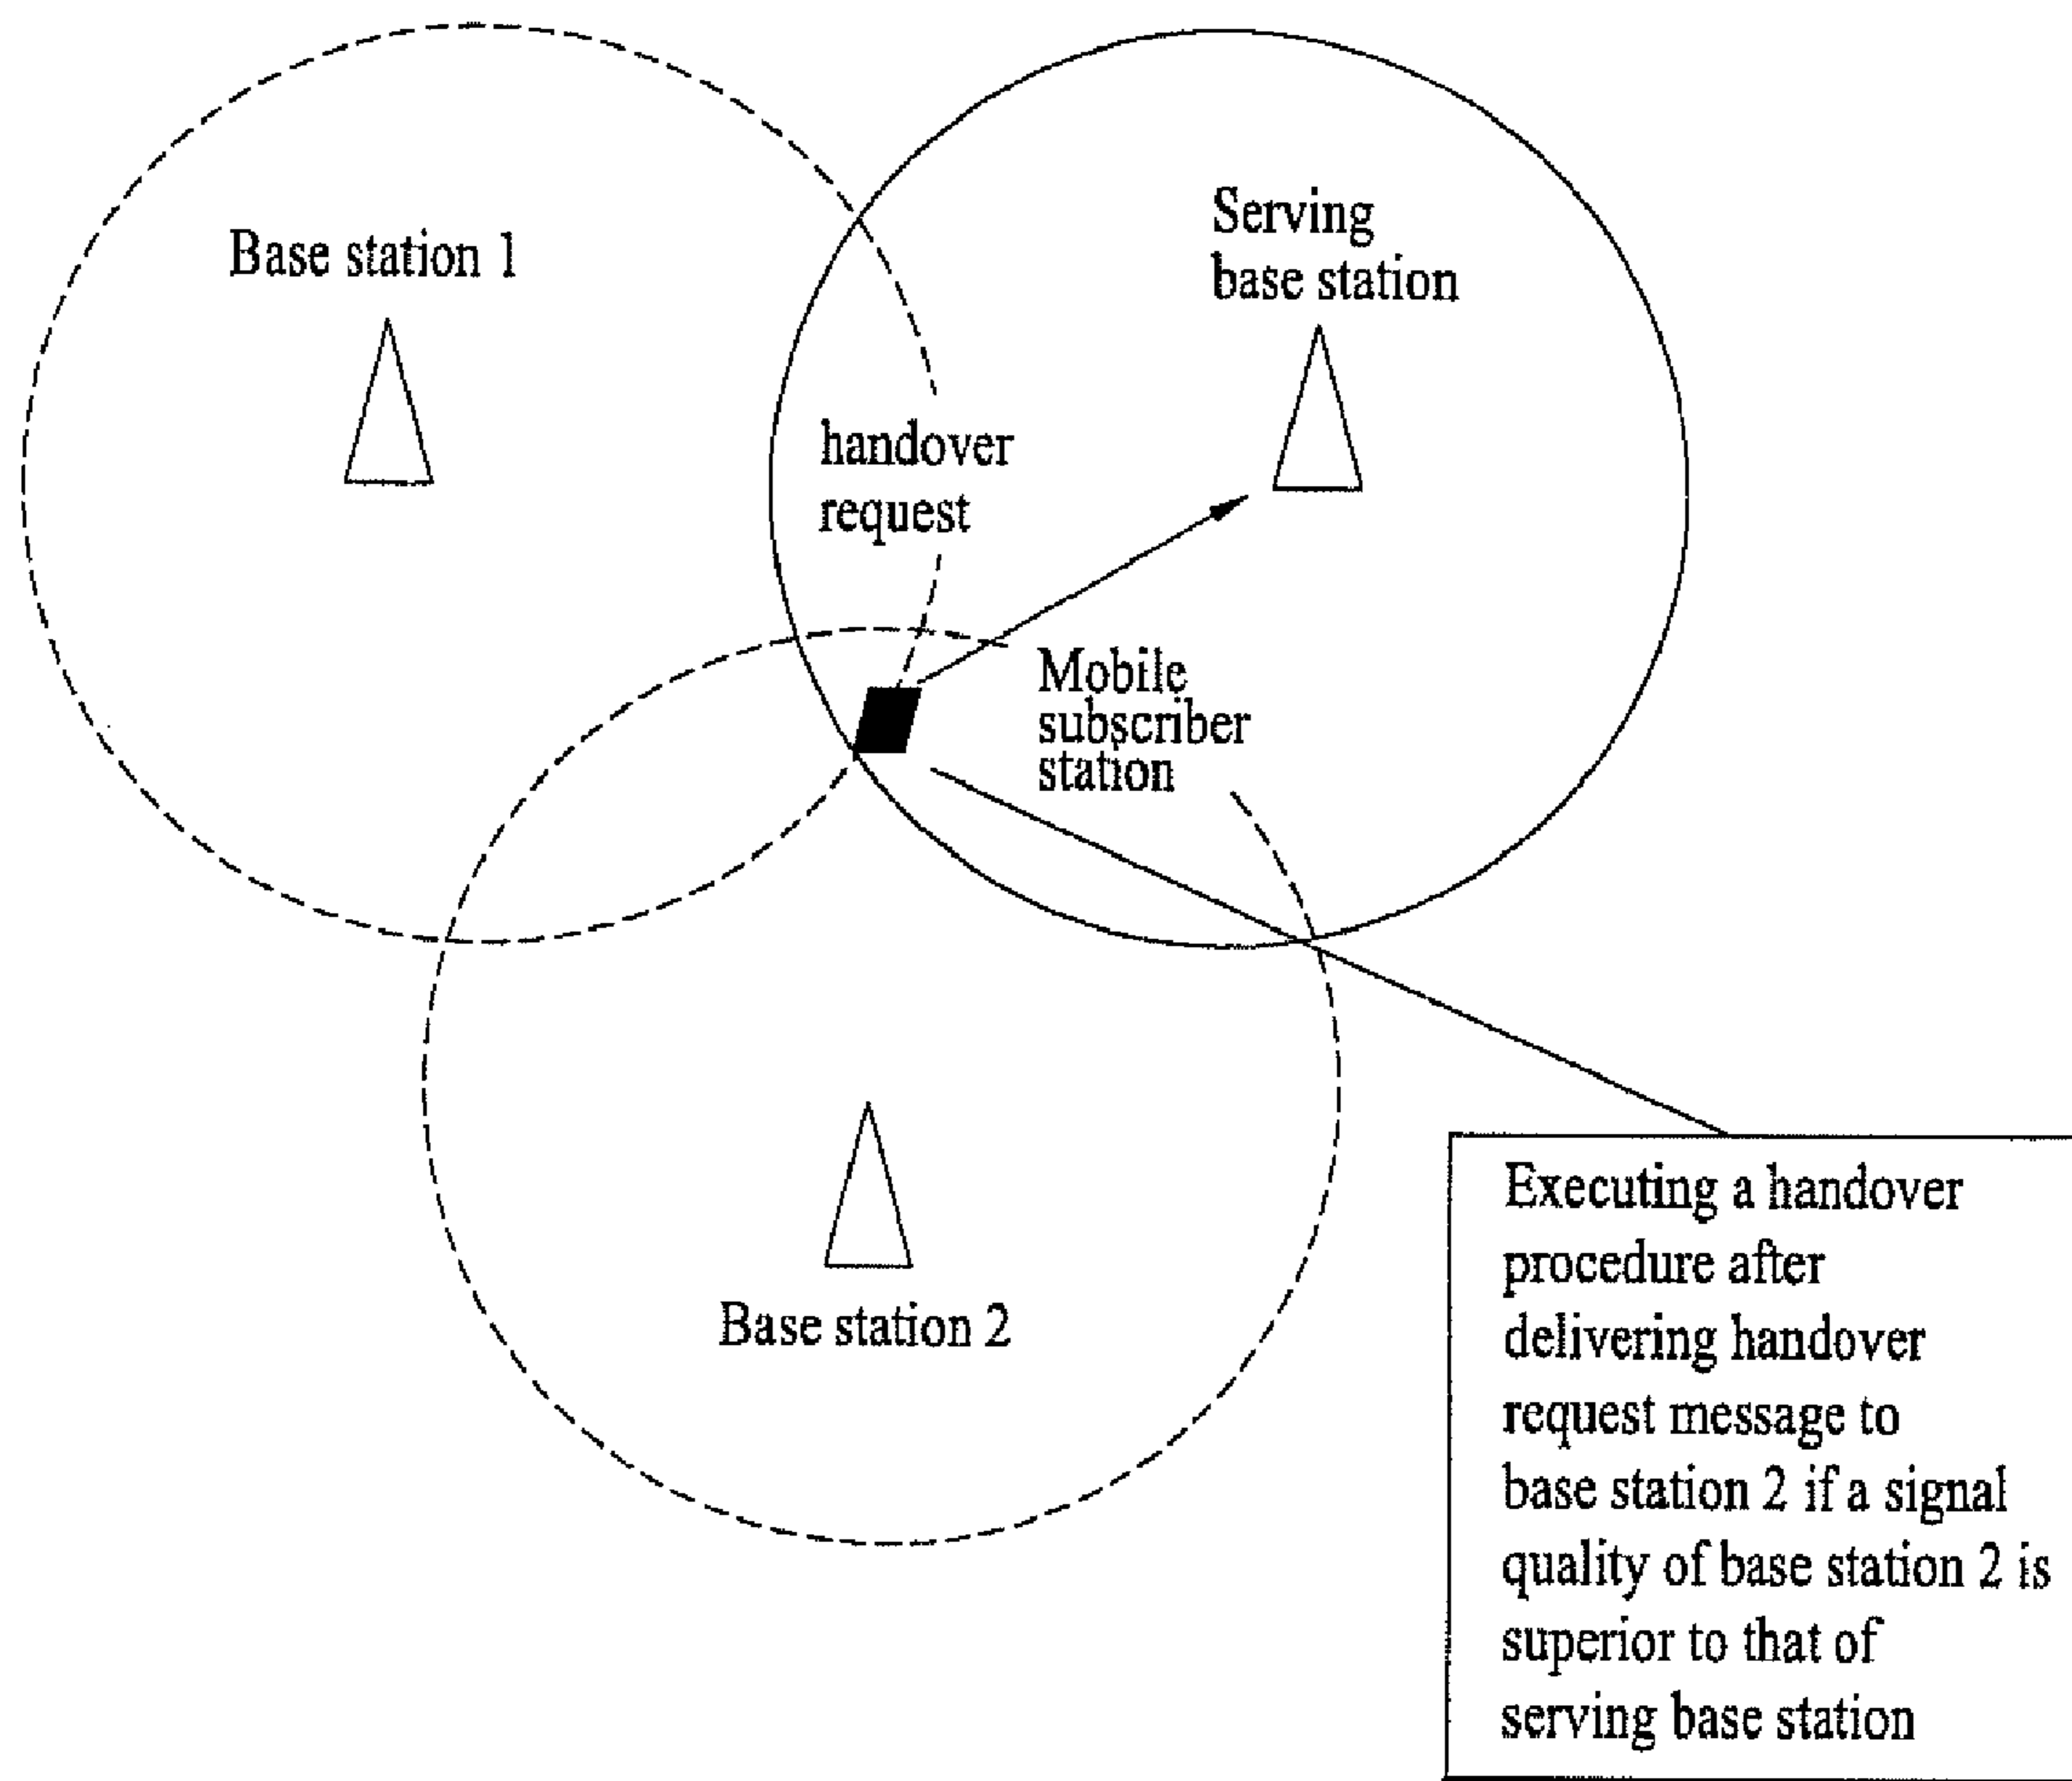 Base station 1
Serving
base station
handover
request
Mobile
subscriber
station
Base station 2
Executing a handover
procedure after
delivering handover
request message to
base station 2 if a signal
quality of base station 2 is
superior to that of
serving base station